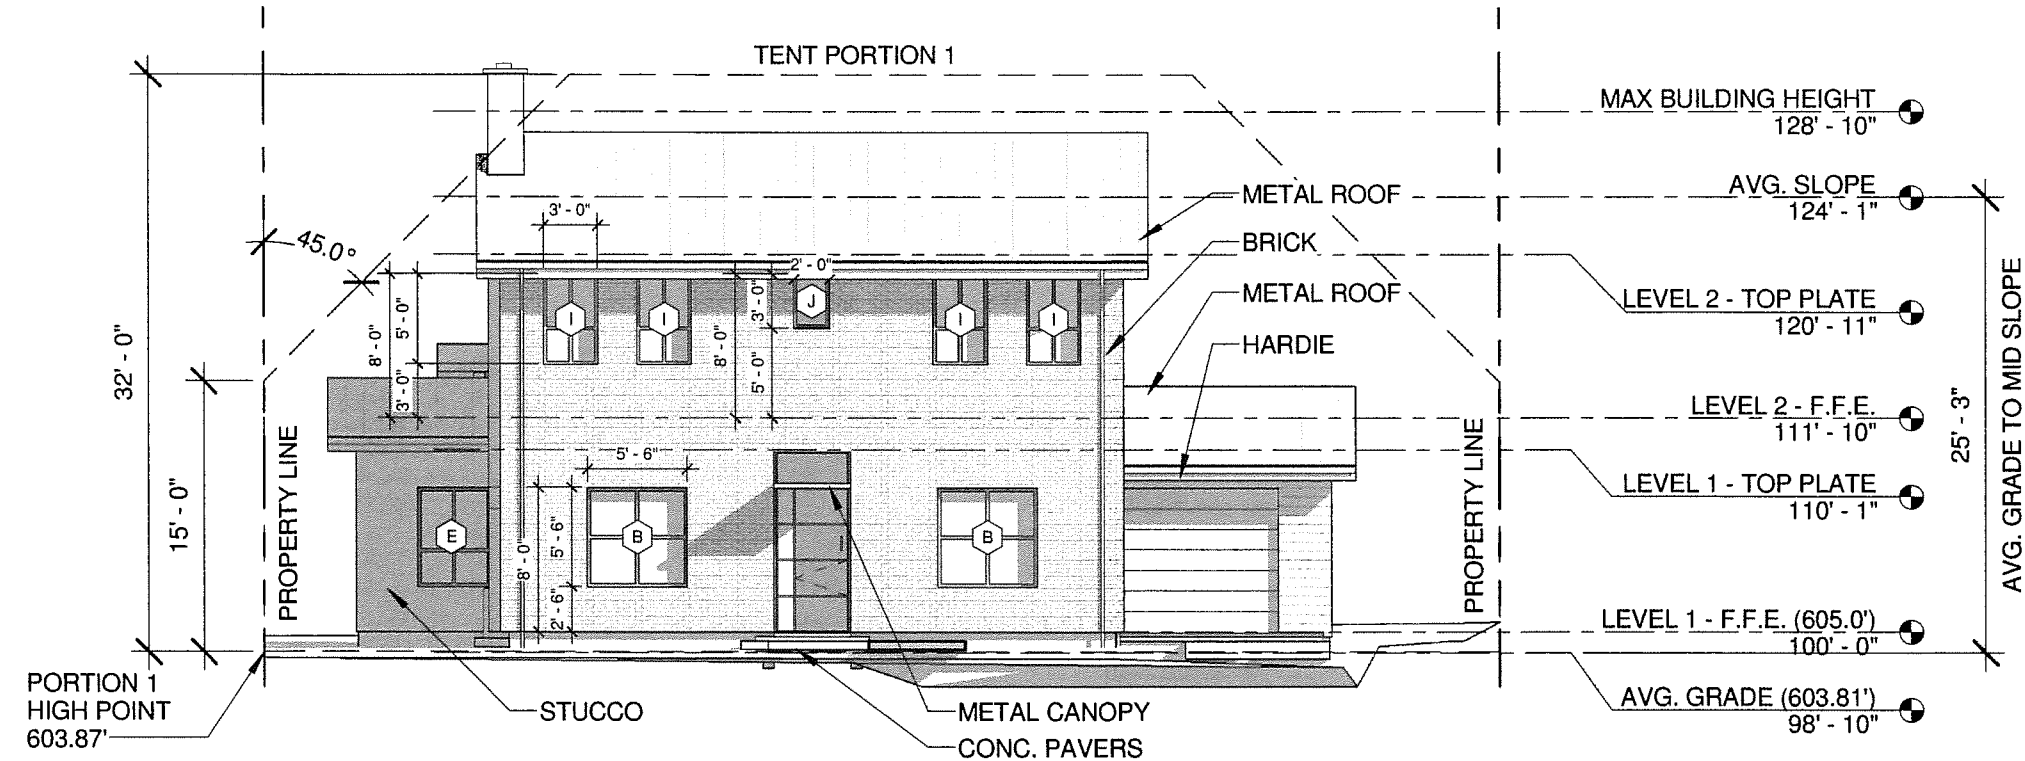 TENT PORTION 1
MAX BUILDING HEIGHT
128' - 10"
AVG. SLOPE
124' - 1"
METAL ROOF
3' - 0"
BRICK
45.0°
2' - 0"
METAL ROOF
LEVEL 2 - TOP PLATE
120' - 11"
J
I
I
I
I
3' - 0"
5' - 0"
8' - 0"
3' - 0"
8' - 0"
5' - 0"
HARDIE
32' - 0"
15' - 0"
LEVEL 2 - F.F.E.
111' - 10"
25' - 3"
AVG. GRADE TO MID SLOPE
PROPERTY LINE
PROPERTY LINE
5' - 6"
LEVEL 1 - TOP PLATE
110' - 1"
E
B
B
8' - 0"
5' - 6"
2' - 6"
LEVEL 1 - F.F.E. (605.0')
100' - 0"
PORTION 1
HIGH POINT
603.87'
STUCCO
METAL CANOPY
CONC. PAVERS
AVG. GRADE (603.81')
98' - 10"